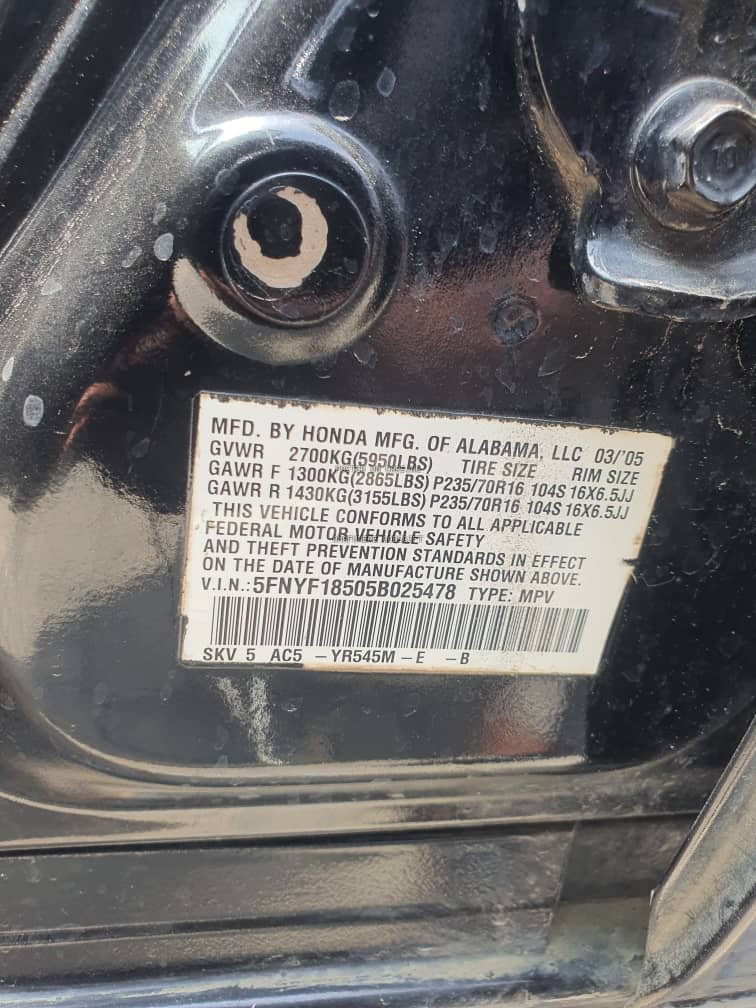 MFD. BY HONDA MFG. OF ALABAMA, LLC 03/'05
GVWR 2700KG(5950LBS) TIRE SIZE RIM SIZE
GAWR F 1300KG(2865LBS) P235/70R16 104S 16X6.5JJ
GAWR R 1430KG(3155LBS) P235/70R16 104S 16X6.5JJ
THIS VEHICLE CONFORMS TO ALL APPLICABLE
FEDERAL MOTOR VEHICLE SAFETY
AND THEFT PREVENTION STANDARDS IN EFFECT
ON THE DATE OF MANUFACTURE SHOWN ABOVE.
V.I.N.: 5FNYF18505B025478 TYPE: MPV
SKV 5 AC5 -YR545M-E -B